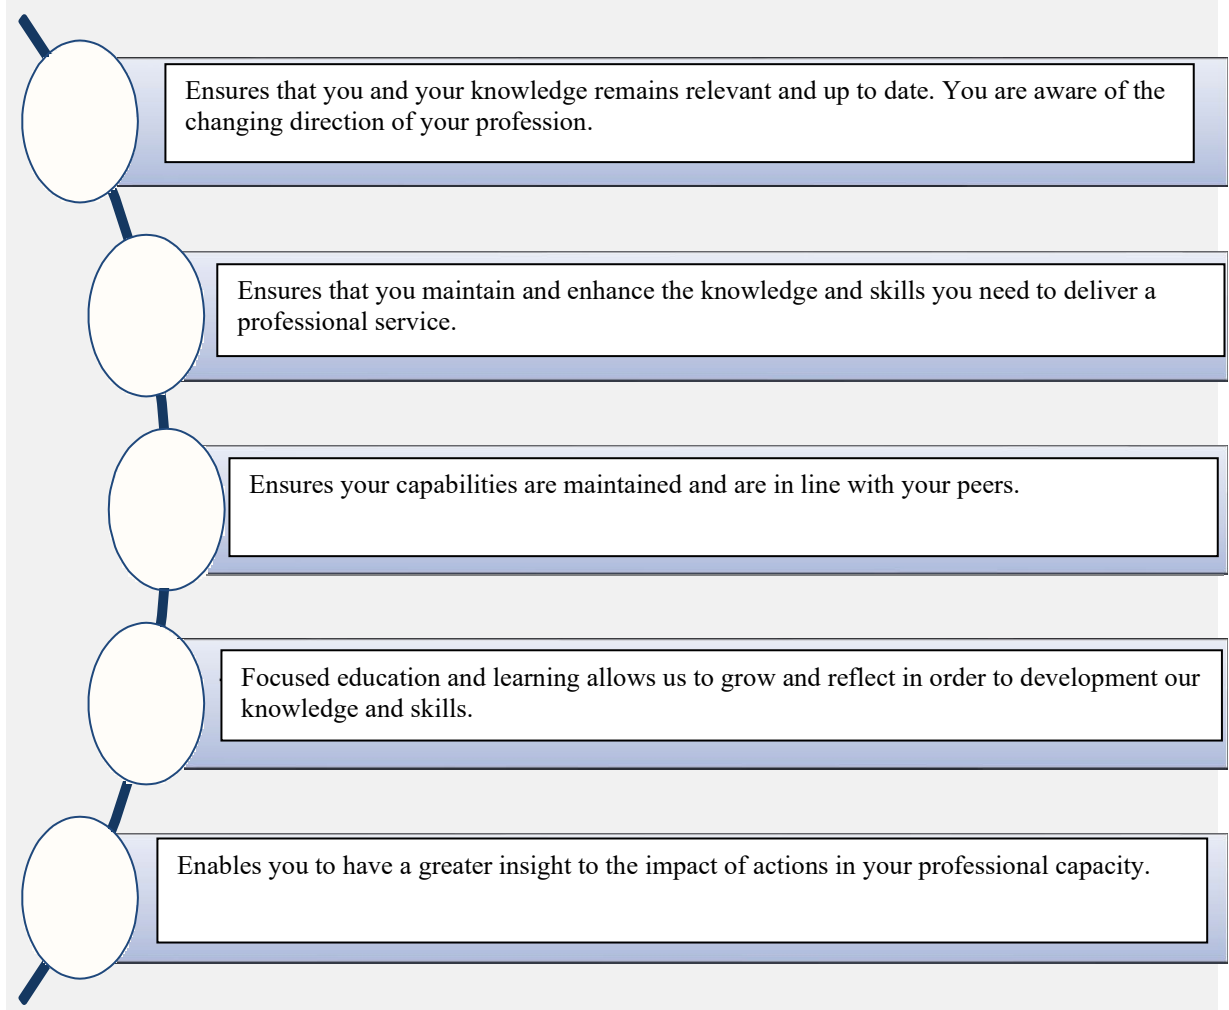 Ensures that you and your knowledge remains relevant and up to date. You are aware of the
changing direction of your profession.
Ensures that you maintain and enhance the knowledge and skills you need to deliver a
professional service.
Ensures your capabilities are maintained and are in line with your peers.
Focused education and learning allows us to grow and reflect in order to development our
knowledge and skills.
Enables you to have a greater insight to the impact of actions in your professional capacity.